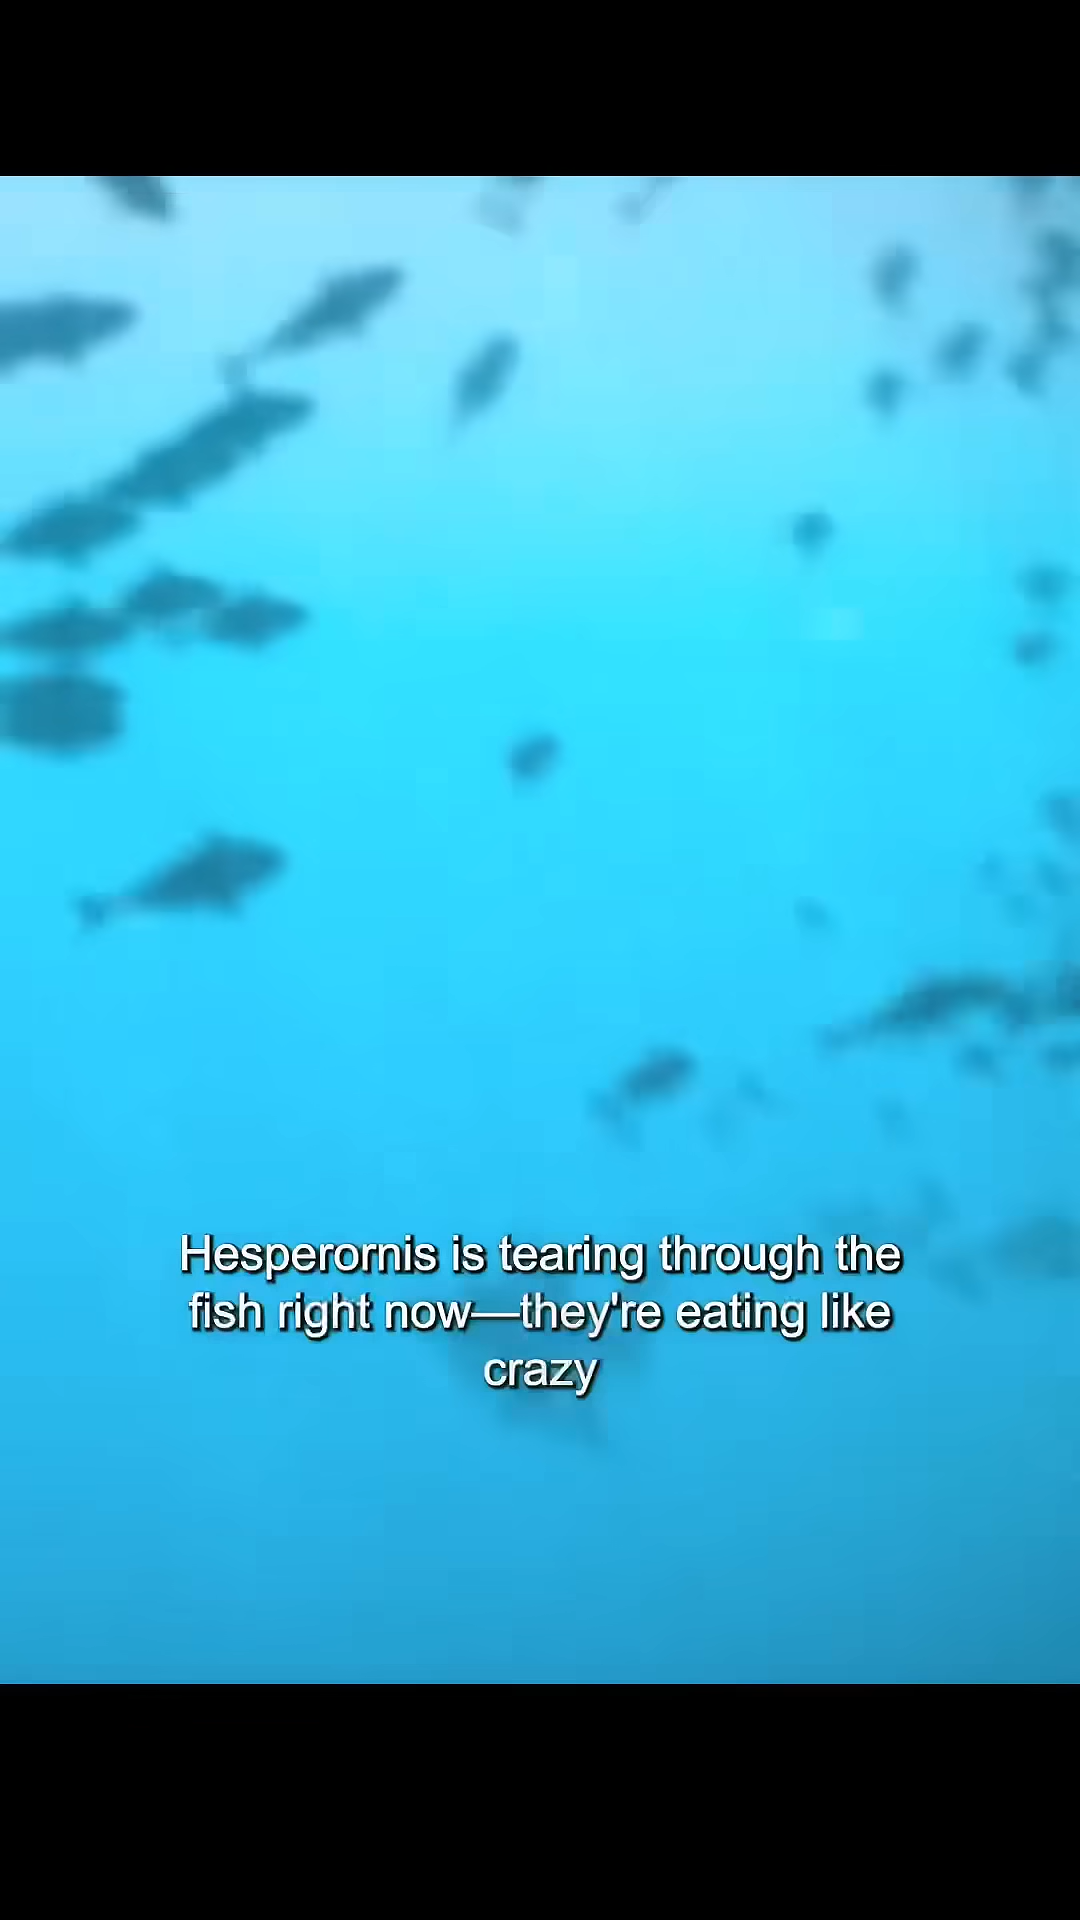 Hesperornis is tearing through the
fish right now—they're eating like
crazy